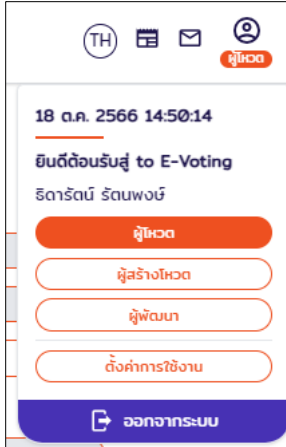 TH
ผู้โหวต
18 ต.ค. 2566 14:50:14
ยินดีต้อนรับสู่ to E-Voting
ธิดารัตน์ รัตนพงษ์
ผู้โหวต
ผู้สร้างโหวต
ผู้พัฒนา
ตั้งค่าการใช้งาน
ออกจากระบบ